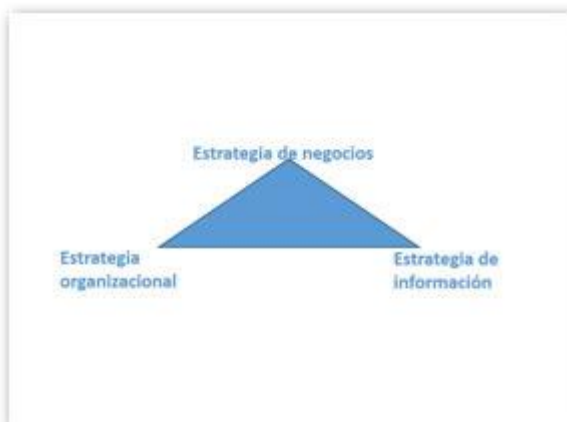 Estrategia de negocios
Estrategia
organizacional
Estrategia de
información